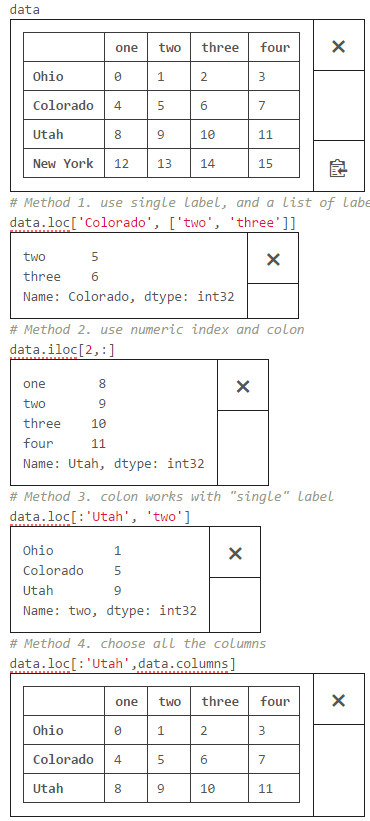 data
one two three four
Ohio 0 1 2 3
Colorado 4 5 6 7
Utah 8 9 10 11
New York 12 13 14 15
# Method 1. use single label, and a list of labe
data.loc['Colorado', ['two', 'three']]
two 5
three 6
Name: Colorado, dtype: int32
# Method 2. use numeric index and colon
data.iloc[2,:]
one 8
two 9
three 10
four 11
Name: Utah, dtype: int32
# Method 3. colon works with "single" label
data.loc[:'Utah', 'two']
Ohio 1
Colorado 5
Utah 9
Name: two, dtype: int32
# Method 4. choose all the columns
data.loc[:'Utah',data.columns]
one two three four
Ohio 0 1 2 3
Colorado 4 5 6 7
Utah 8 9 10 11